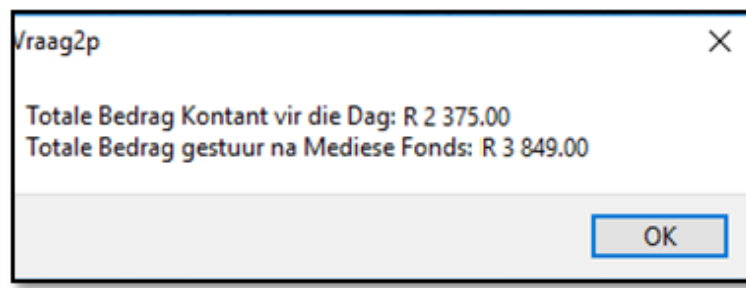 Vraag2p
Totale Bedrag Kontant vir die Dag: R 2 375.00
Totale Bedrag gestuur na Mediese Fonds: R 3 849.00
OK